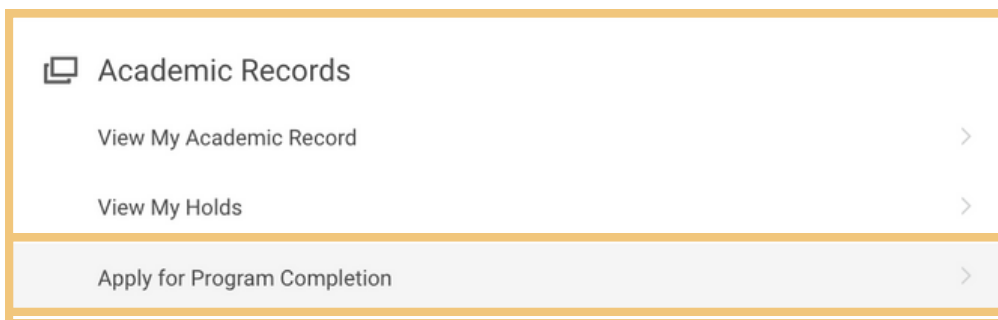 Academic Records
View My Academic Record
View My Holds
Apply for Program Completion